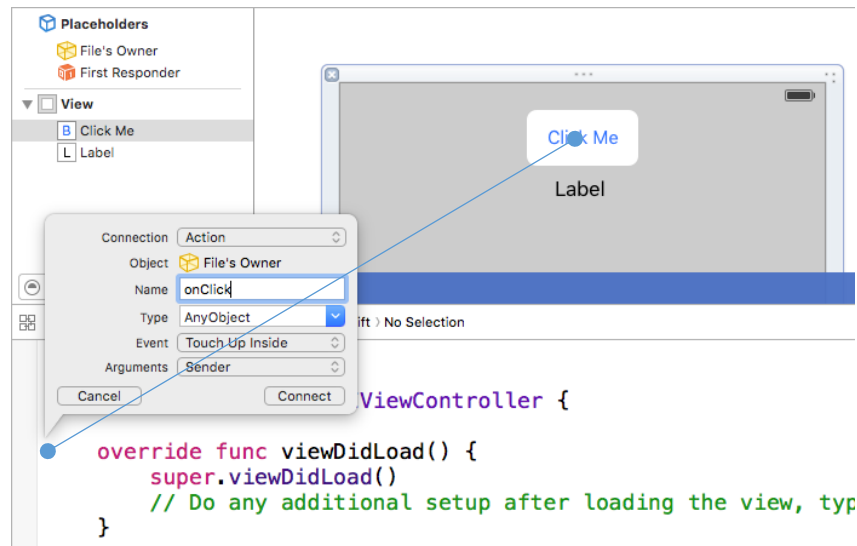 Placeholders
File's Owner
First Responder
View
B Click Me
L Label
Click Me
Label
Connection Action
Object File's Owner
Name onClick
Type AnyObject
Event Touch Up Inside
Arguments Sender
Cancel Connect
ift 〉No Selection
ViewController {
override func viewDidLoad() {
super.viewDidLoad()
// Do any additional setup after loading the view, typ
}